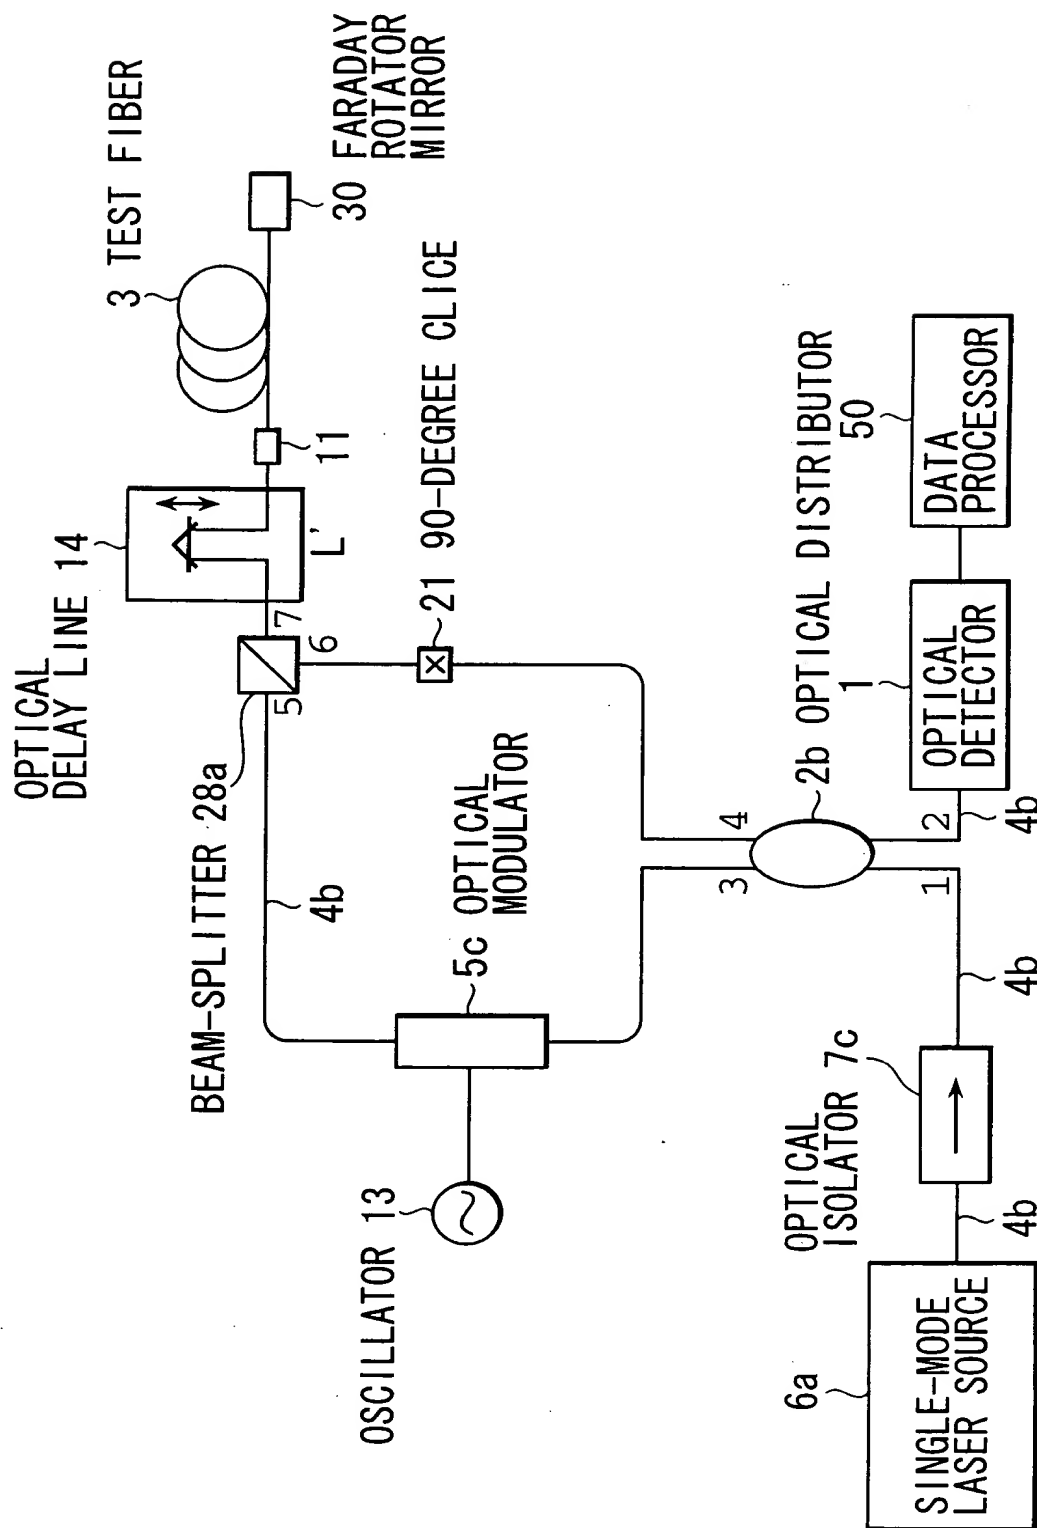 OPTICAL
DELAY LINE 14
3 TEST FIBER
30 FARADAY
ROTATOR
MIRROR
11
L'
7
6
5
BEAM-SPLITTER 28a
21 90-DEGREE CLICE
4b
5c OPTICAL
MODULATOR
OSCILLATOR 13
4
3
2b OPTICAL DISTRIBUTOR
2
1
1
OPTICAL
DETECTOR
50
DATA
PROCESSOR
4b
4b
OPTICAL
ISOLATOR 7c
4b
6a
SINGLE-MODE
LASER SOURCE